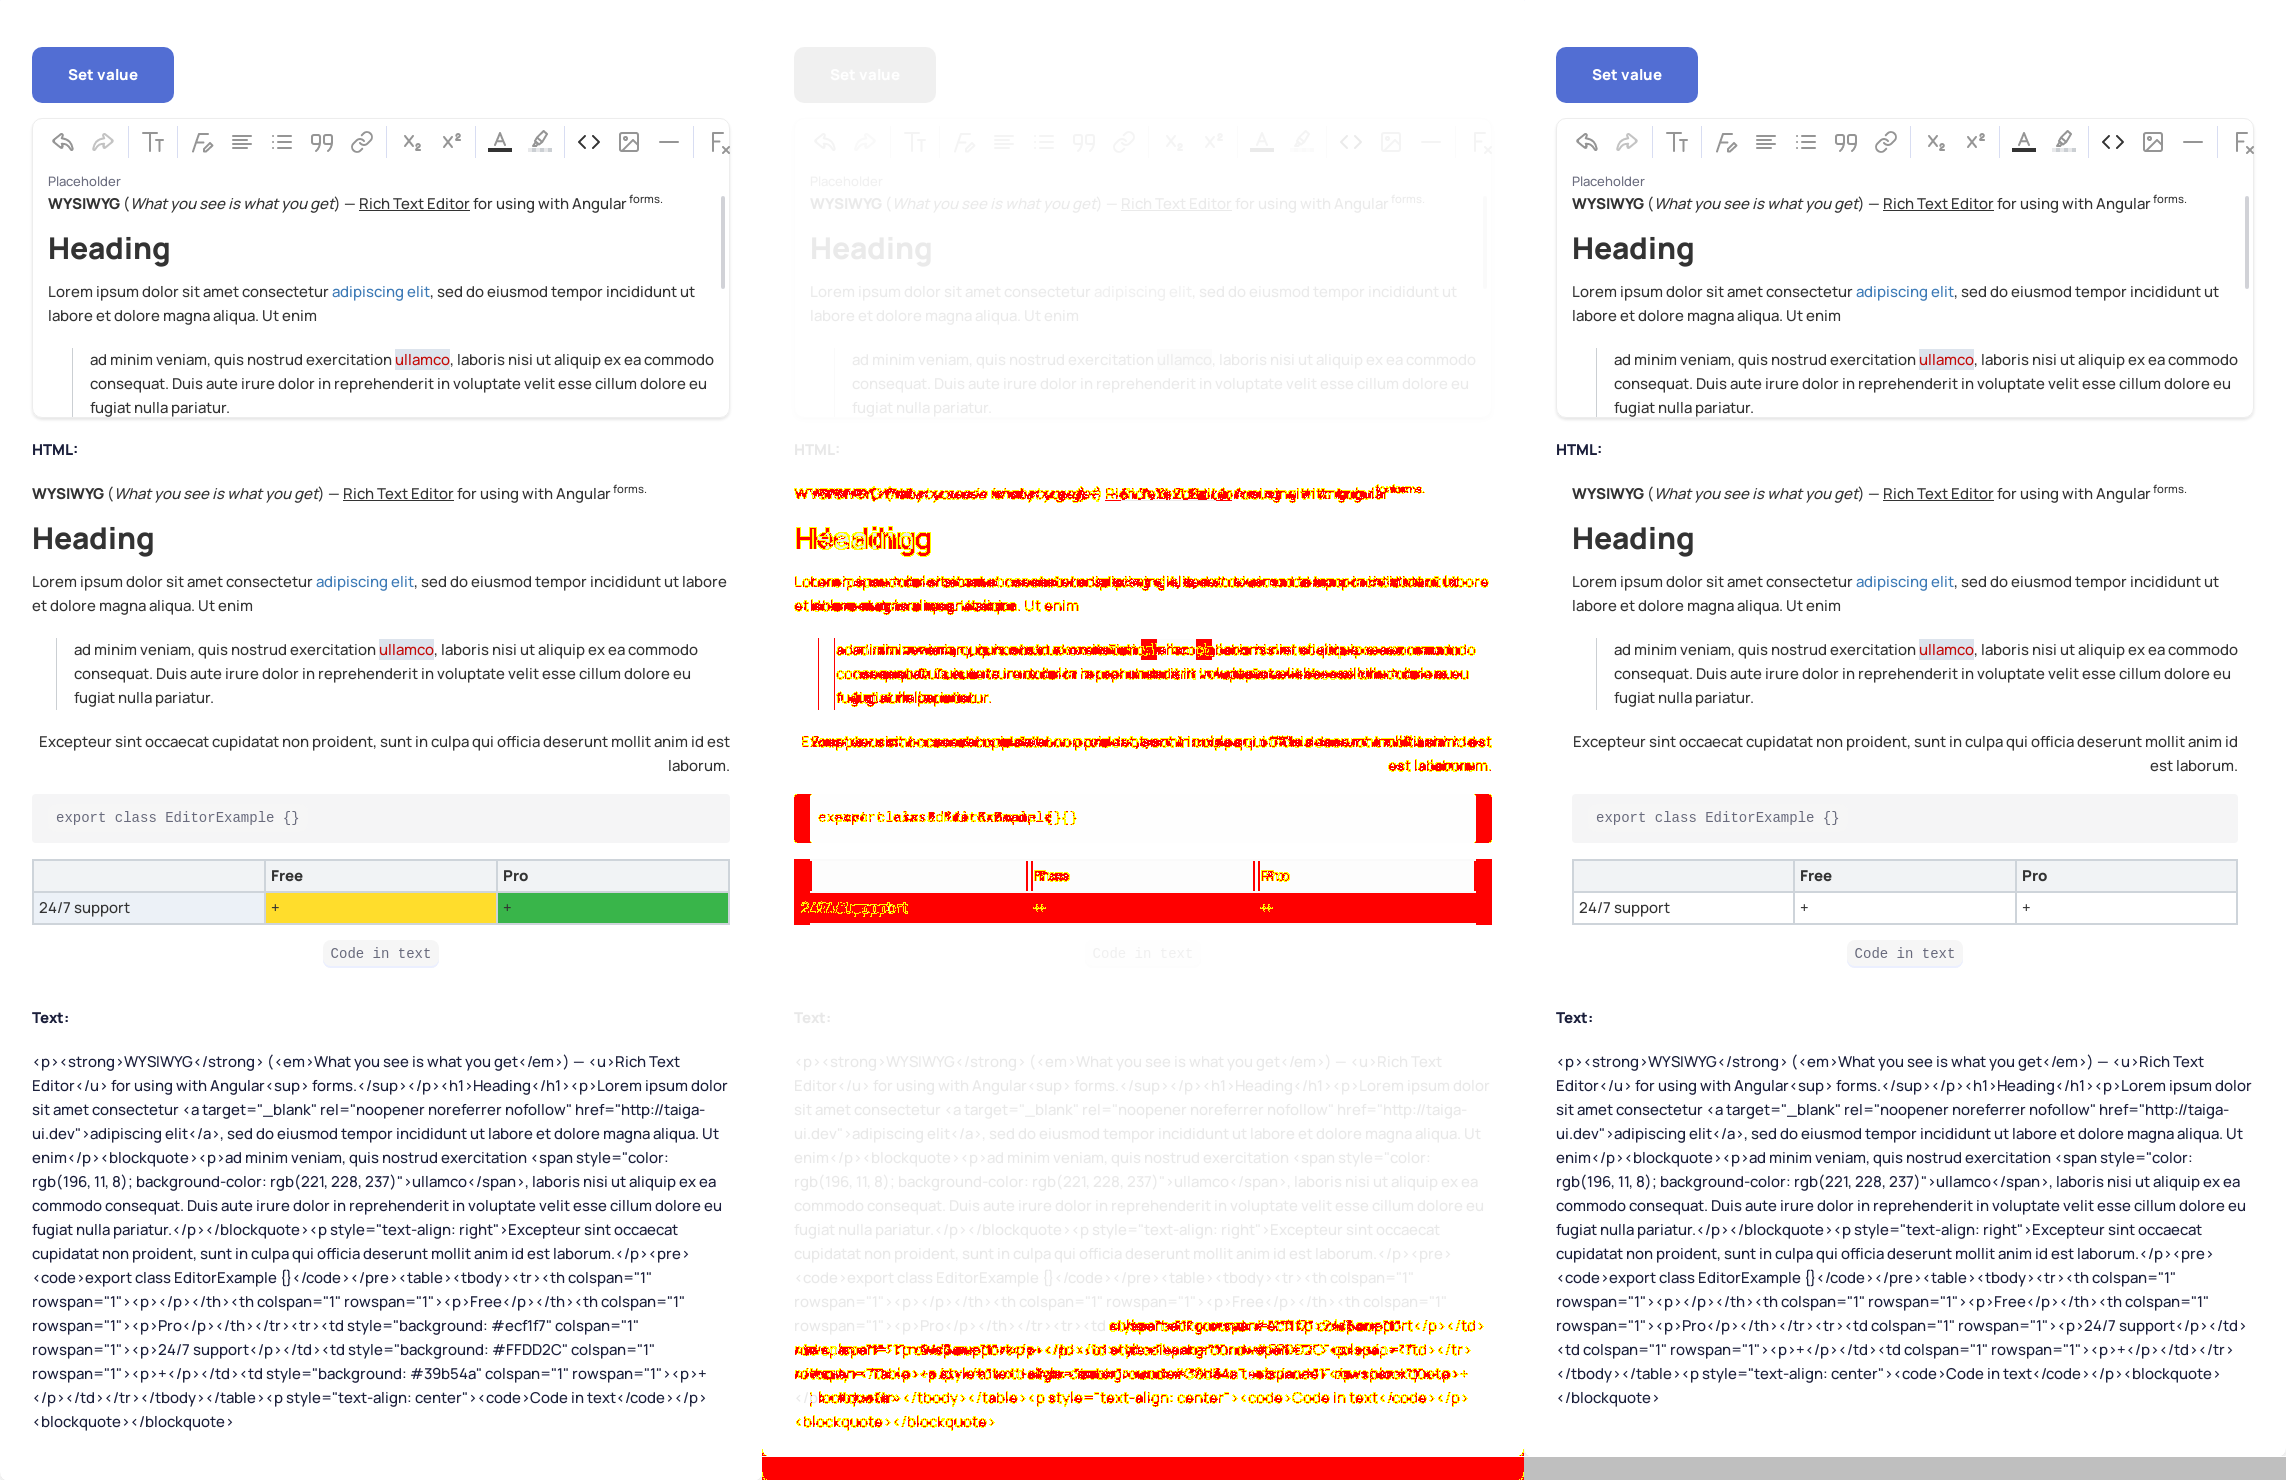 Set value
Placeholder
WYSIWYG (What you see is what you get) — Rich Text Editor for using with Angular forms.
Heading
Lorem ipsum dolor sit amet consectetur adipiscing elit, sed do eiusmod tempor incididunt ut
labore et dolore magna aliqua. Ut enim
ad minim veniam, quis nostrud exercitation ullamco, laboris nisi ut aliquip ex ea commodo
consequat. Duis aute irure dolor in reprehenderit in voluptate velit esse cillum dolore eu
fugiat nulla pariatur.
HTML:
WYSIWYG (What you see is what you get) — Rich Text Editor for using with Angular forms.
Heading
Lorem ipsum dolor sit amet consectetur adipiscing elit, sed do eiusmod tempor incididunt ut labore
et dolore magna aliqua. Ut enim
ad minim veniam, quis nostrud exercitation ullamco, laboris nisi ut aliquip ex ea commodo
consequat. Duis aute irure dolor in reprehenderit in voluptate velit esse cillum dolore eu
fugiat nulla pariatur.
Excepteur sint occaecat cupidatat non proident, sunt in culpa qui officia deserunt mollit anim id est
laborum.
export class EditorExample {}
Free Pro
24/7 support + +
Code in text
Text:
<p><strong>WYSIWYG</strong> (<em>What you see is what you get</em>) — <u>Rich Text
Editor</u> for using with Angular<sup> forms.</sup></p><h1>Heading</h1><p>Lorem ipsum dolor
sit amet consectetur <a target="_blank" rel="noopener noreferrer nofollow" href="http://taiga-
ui.dev">adipiscing elit</a>, sed do eiusmod tempor incididunt ut labore et dolore magna aliqua. Ut
enim</p><blockquote><p>ad minim veniam, quis nostrud exercitation <span style="color:
rgb(196, 11, 8); background-color: rgb(221, 228, 237)">ullamco</span>, laboris nisi ut aliquip ex ea
commodo consequat. Duis aute irure dolor in reprehenderit in voluptate velit esse cillum dolore eu
fugiat nulla pariatur.</p></blockquote><p style="text-align: right">Excepteur sint occaecat
cupidatat non proident, sunt in culpa qui officia deserunt mollit anim id est laborum.</p><pre>
<code>export class EditorExample {}</code></pre><table><tbody><tr><th colspan="1"
rowspan="1"><p></p></th><th colspan="1" rowspan="1"><p>Free</p></th><th colspan="1"
rowspan="1"><p>Pro</p></th></tr><tr><td style="background: #ecf1f7" colspan="1"
rowspan="1"><p>24/7 support</p></td><td style="background: #FFDD2C" colspan="1"
rowspan="1"><p>+</p></td><td style="background: #39b54a" colspan="1" rowspan="1"><p>+
</p></td></tr></tbody></table><p style="text-align: center"><code>Code in text</code></p>
<blockquote></blockquote>
Set value
Placeholder
WYSIWYG (What you see is what you get) — Rich Text Editor for using with Angular forms.
Heading
Lorem ipsum dolor sit amet consectetur adipiscing elit, sed do eiusmod tempor incididunt ut
labore et dolore magna aliqua. Ut enim
ad minim veniam, quis nostrud exercitation ullamco, laboris nisi ut aliquip ex ea commodo
consequat. Duis aute irure dolor in reprehenderit in voluptate velit esse cillum dolore eu
fugiat nulla pariatur.
HTML:
Code in text
Text:
<p><strong>WYSIWYG</strong> (<em>What you see is what you get</em>) — <u>Rich Text
Editor</u> for using with Angular<sup> forms.</sup></p><h1>Heading</h1><p>Lorem ipsum dolor
sit amet consectetur <a target="_blank" rel="noopener noreferrer nofollow" href="http://taiga-
ui.dev">adipiscing elit</a>, sed do eiusmod tempor incididunt ut labore et dolore magna aliqua. Ut
enim</p><blockquote><p>ad minim veniam, quis nostrud exercitation <span style="color:
rgb(196, 11, 8); background-color: rgb(221, 228, 237)">ullamco</span>, laboris nisi ut aliquip ex ea
commodo consequat. Duis aute irure dolor in reprehenderit in voluptate velit esse cillum dolore eu
fugiat nulla pariatur.</p></blockquote><p style="text-align: right">Excepteur sint occaecat
cupidatat non proident, sunt in culpa qui officia deserunt mollit anim id est laborum.</p><pre>
<code>export class EditorExample {}</code></pre><table><tbody><tr><th colspan="1"
rowspan="1"><p></p></th><th colspan="1" rowspan="1"><p>Free</p></th><th colspan="1"
rowspan="1"><p>Pro</p></th></tr><tr><td
</tbody></table><p style="text-align: center"><code>Code in text</code></p>
<blockquote></blockquote>
Set value
Placeholder
WYSIWYG (What you see is what you get) — Rich Text Editor for using with Angular forms.
Heading
Lorem ipsum dolor sit amet consectetur adipiscing elit, sed do eiusmod tempor incididunt ut
labore et dolore magna aliqua. Ut enim
ad minim veniam, quis nostrud exercitation ullamco, laboris nisi ut aliquip ex ea commodo
consequat. Duis aute irure dolor in reprehenderit in voluptate velit esse cillum dolore eu
fugiat nulla pariatur.
HTML:
WYSIWYG (What you see is what you get) — Rich Text Editor for using with Angular forms.
Heading
Lorem ipsum dolor sit amet consectetur adipiscing elit, sed do eiusmod tempor incididunt ut
labore et dolore magna aliqua. Ut enim
ad minim veniam, quis nostrud exercitation ullamco, laboris nisi ut aliquip ex ea commodo
consequat. Duis aute irure dolor in reprehenderit in voluptate velit esse cillum dolore eu
fugiat nulla pariatur.
Excepteur sint occaecat cupidatat non proident, sunt in culpa qui officia deserunt mollit anim id
est laborum.
export class EditorExample {}
Free Pro
24/7 support + +
Code in text
Text:
<p><strong>WYSIWYG</strong> (<em>What you see is what you get</em>) — <u>Rich Text
Editor</u> for using with Angular<sup> forms.</sup></p><h1>Heading</h1><p>Lorem ipsum dolor
sit amet consectetur <a target="_blank" rel="noopener noreferrer nofollow" href="http://taiga-
ui.dev">adipiscing elit</a>, sed do eiusmod tempor incididunt ut labore et dolore magna aliqua. Ut
enim</p><blockquote><p>ad minim veniam, quis nostrud exercitation <span style="color:
rgb(196, 11, 8); background-color: rgb(221, 228, 237)">ullamco</span>, laboris nisi ut aliquip ex ea
commodo consequat. Duis aute irure dolor in reprehenderit in voluptate velit esse cillum dolore eu
fugiat nulla pariatur.</p></blockquote><p style="text-align: right">Excepteur sint occaecat
cupidatat non proident, sunt in culpa qui officia deserunt mollit anim id est laborum.</p><pre>
<code>export class EditorExample {}</code></pre><table><tbody><tr><th colspan="1"
rowspan="1"><p></p></th><th colspan="1" rowspan="1"><p>Free</p></th><th colspan="1"
rowspan="1"><p>Pro</p></th></tr><tr><td colspan="1" rowspan="1"><p>24/7 support</p></td>
<td colspan="1" rowspan="1"><p>+</p></td><td colspan="1" rowspan="1"><p>+</p></td></tr>
</tbody></table><p style="text-align: center"><code>Code in text</code></p><blockquote>
</blockquote>